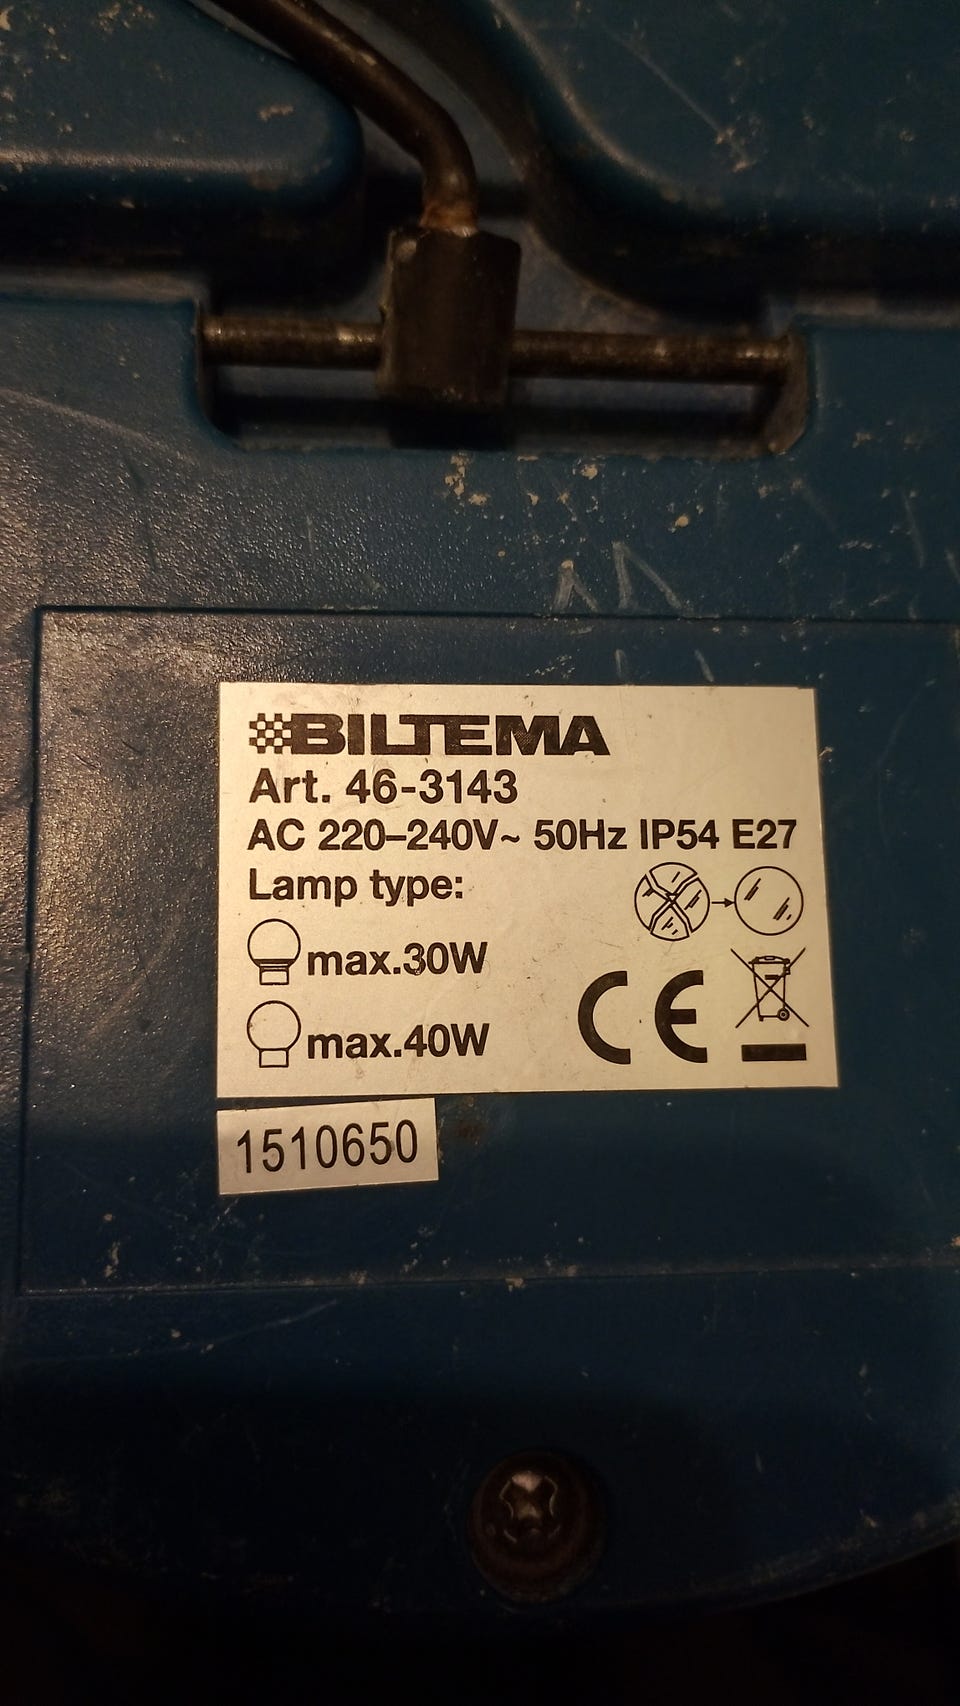 BILTEMA
Art. 46-3143
AC 220–240V~ 50Hz IP54 E27
Lamp type:
max.30W
max.40W
CE
1510650